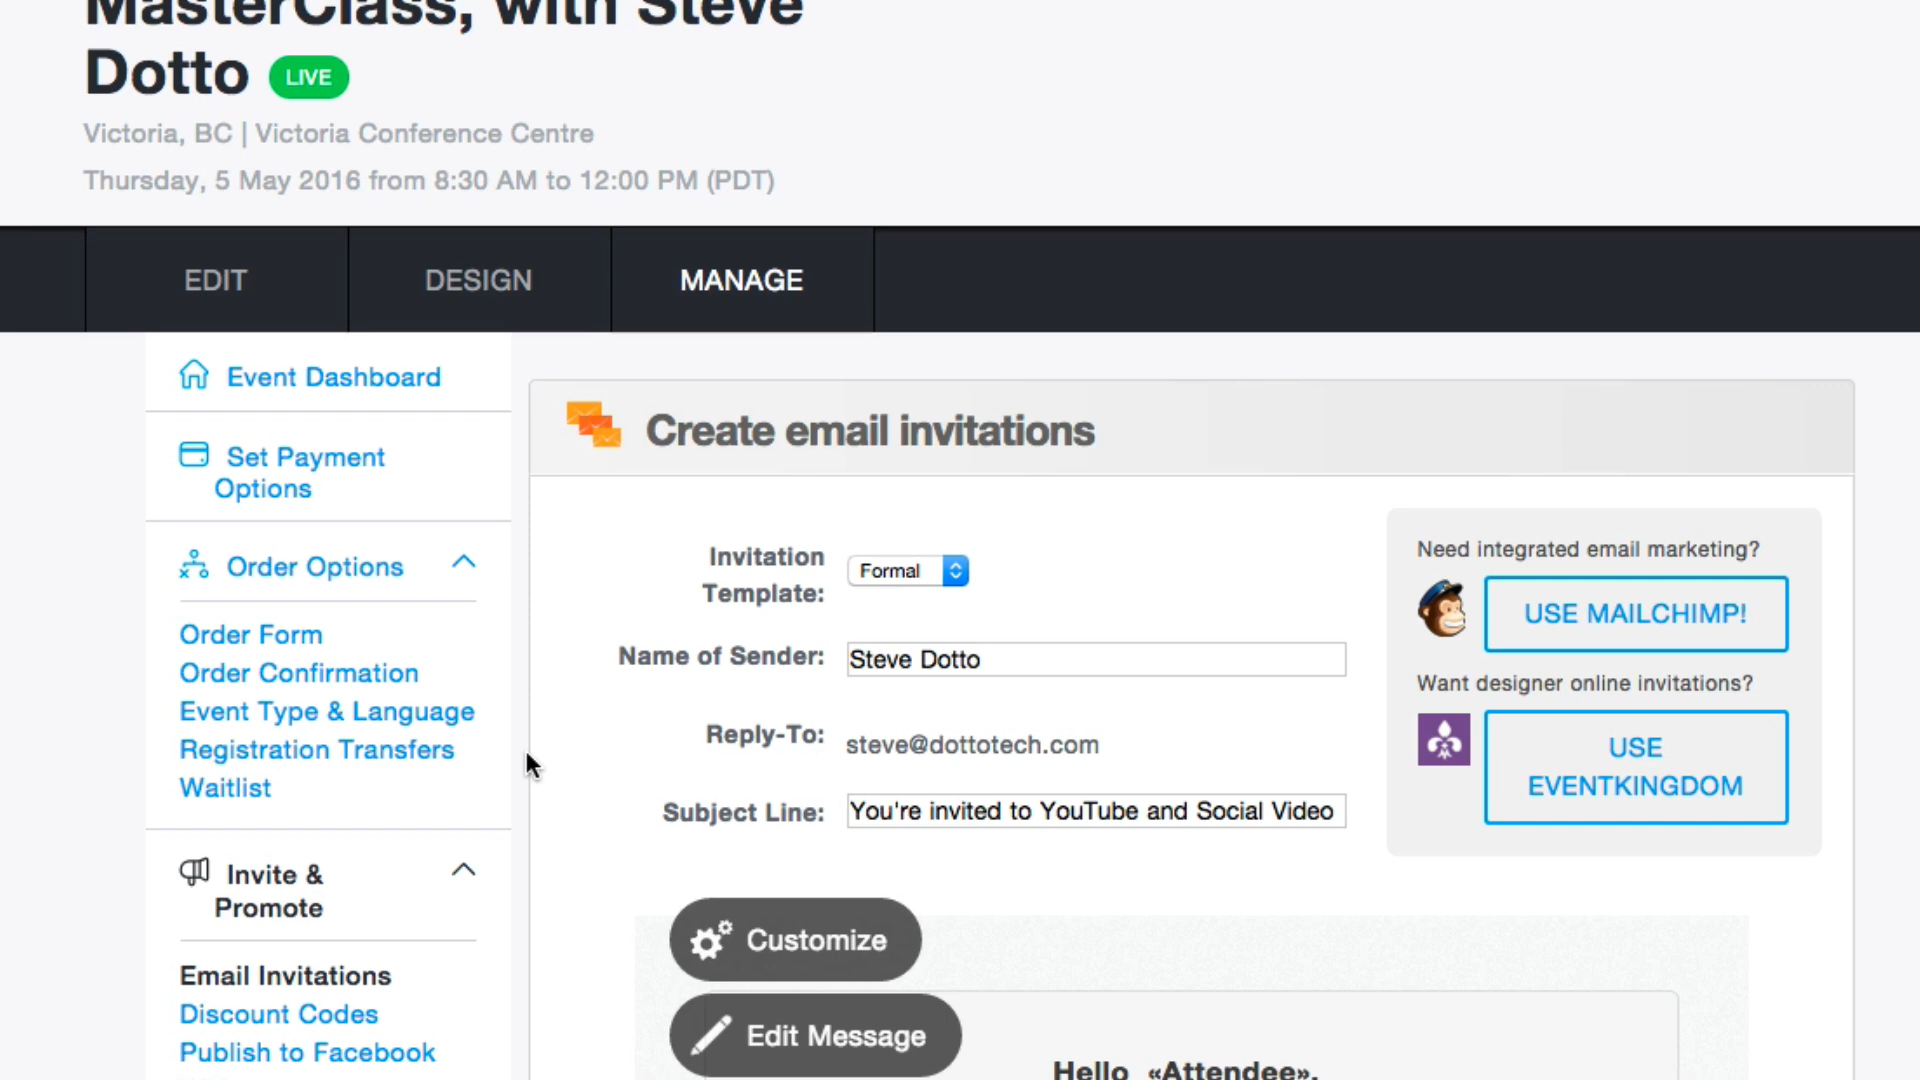 MasterClass, with Steve
Dotto LIVE
Victoria, BC | Victoria Conference Centre
Thursday, 5 May 2016 from 8:30 AM to 12:00 PM (PDT)
EDIT DESIGN MANAGE
Event Dashboard
Set Payment
Options
Order Options
Order Form
Order Confirmation
Event Type & Language
Registration Transfers
Waitlist
Invite &
Promote
Email Invitations
Discount Codes
Publish to Facebook
Create email invitations
Invitation
Template:
Formal
Name of Sender:
Steve Dotto
Reply-To:
steve@dottotech.com
Subject Line:
You're invited to YouTube and Social Video
Need integrated email marketing?
USE MAILCHIMP!
Want designer online invitations?
USE
EVENTKINGDOM
Customize
Edit Message
Hello «Attendee»,